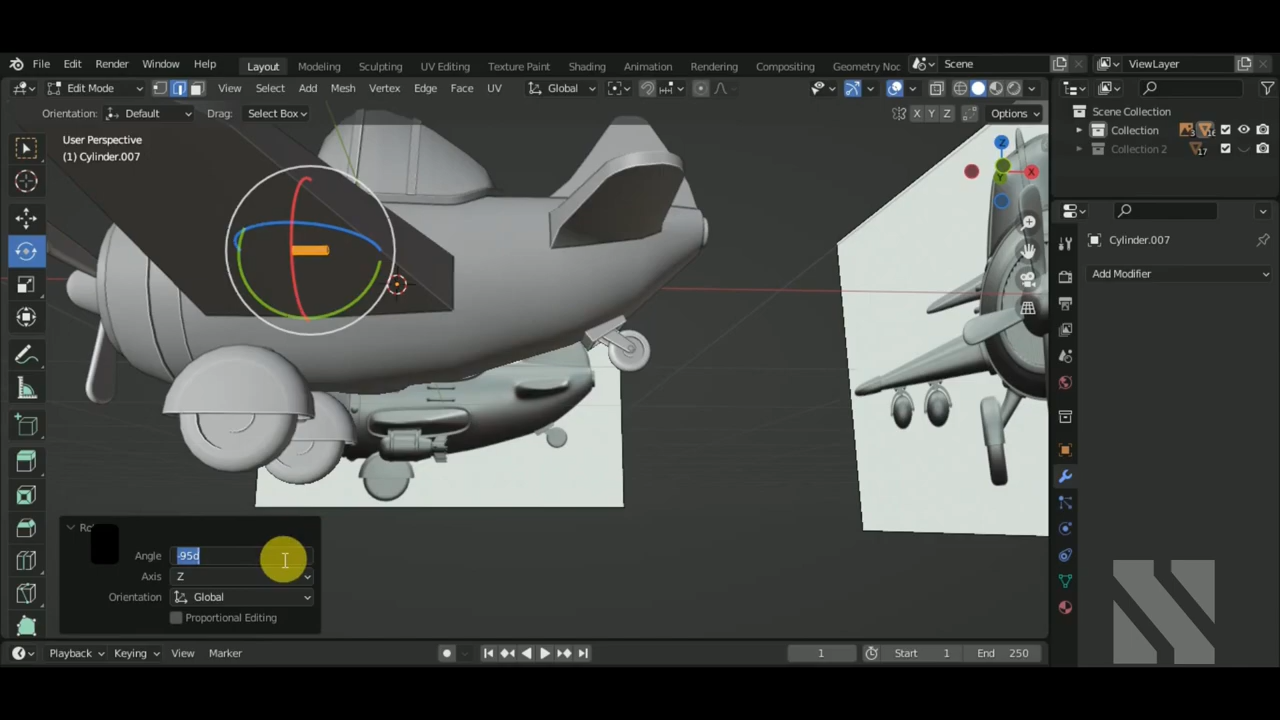 File Edit Render Window Help Layout Modeling Sculpting UV Editing Texture Paint Shading Animation Rendering Compositing Geometry Noc Scene ViewLayer
Edit Mode View Select Add Mesh Vertex Edge Face UV Global
Orientation: Default Drag: Select Box X Y Z Options
User Perspective
(1) Cylinder.007
Scene Collection
Collection 3 16
Collection 2 17
Z
Y
X
Cylinder.007
Add Modifier
Angle -95d
Axis Z
Orientation Global
Proportional Editing
Playback Keying View Marker 1 Start 1 End 250